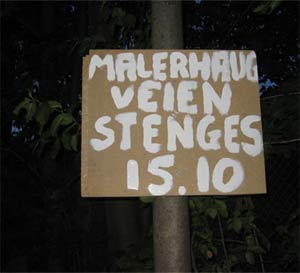 MALERHAUG
VEIEN
STENGES
15.10